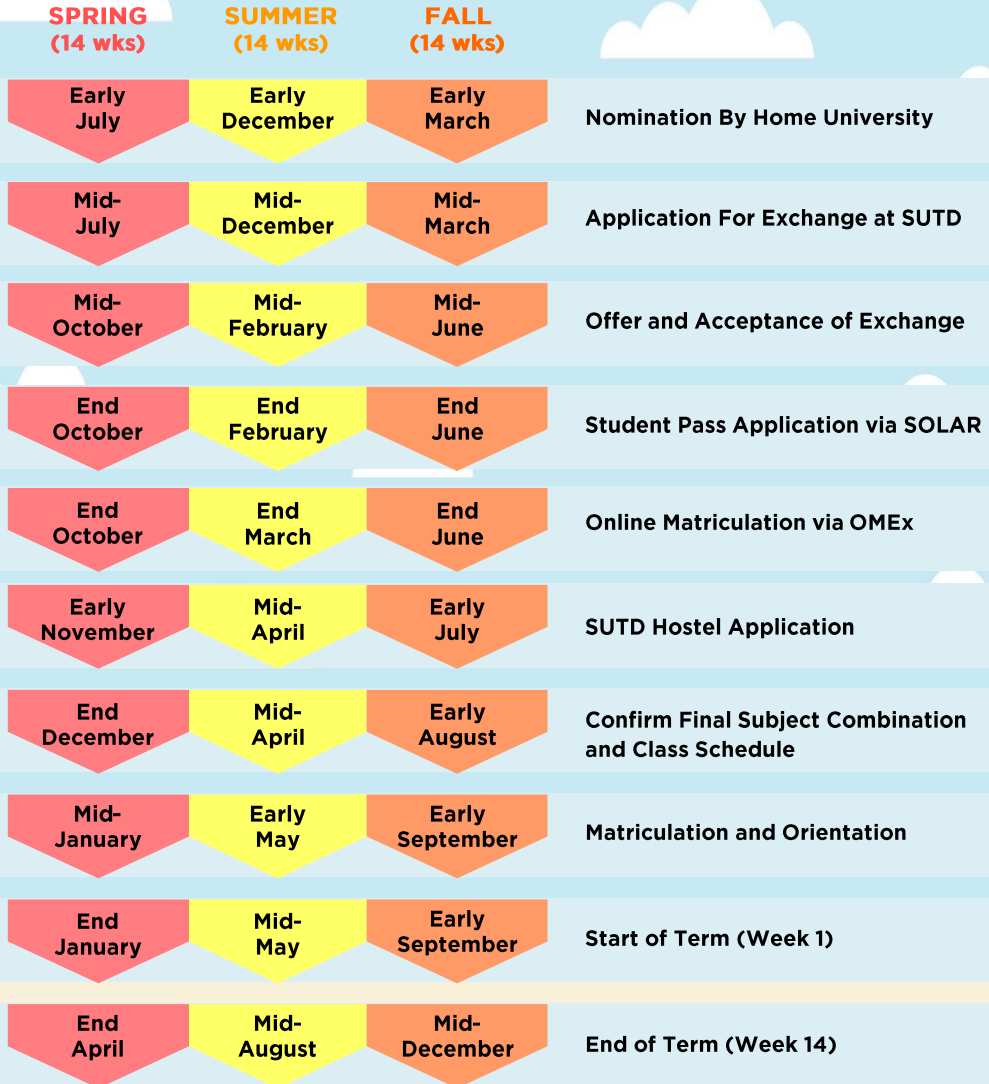 SPRING
(14 wks)
SUMMER
(14 wks)
FALL
(14 wks)
Early
July
Early
December
Early
March
Nomination By Home University
Mid-
July
Mid-
December
Mid-
March
Application For Exchange at SUTD
Mid-
October
Mid-
February
Mid-
June
Offer and Acceptance of Exchange
End
October
End
February
End
June
Student Pass Application via SOLAR
End
October
End
March
End
June
Online Matriculation via OMEx
Early
November
Mid-
April
Early
July
SUTD Hostel Application
End
December
Mid-
April
Early
August
Confirm Final Subject Combination
and Class Schedule
Mid-
January
Early
May
Early
September
Matriculation and Orientation
End
January
Mid-
May
Early
September
Start of Term (Week 1)
End
April
Mid-
August
Mid-
December
End of Term (Week 14)